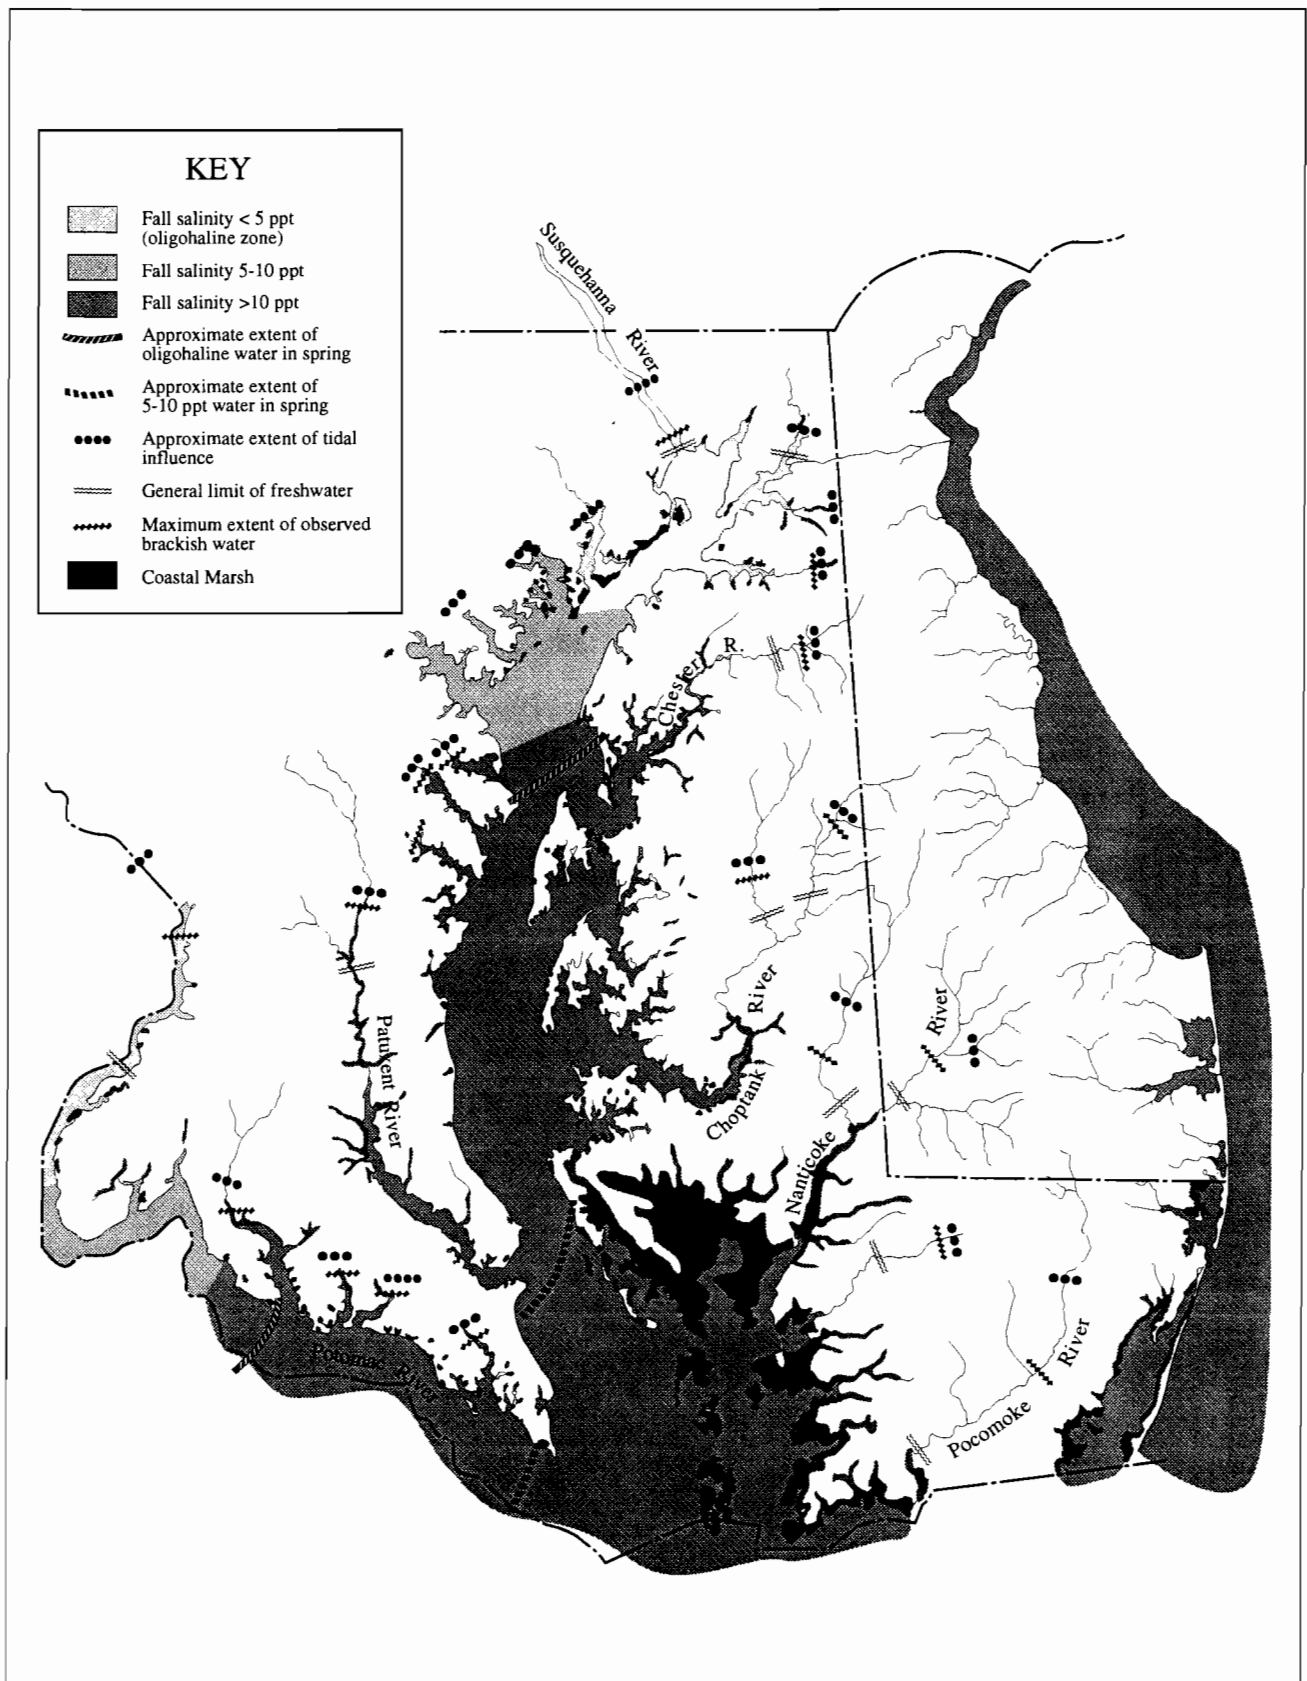 KEY
Fall salinity < 5 ppt
(oligohaline zone)
Fall salinity 5-10 ppt
Fall salinity >10 ppt
Approximate extent of
oligohaline water in spring
Approximate extent of
5-10 ppt water in spring
Approximate extent of tidal
influence
General limit of freshwater
Maximum extent of observed
brackish water
Coastal Marsh
Susquehanna
River
Chester
R.
River
Choptank
River
Nanticoke
Patuxent River
Potomac River
River
Pocomoke